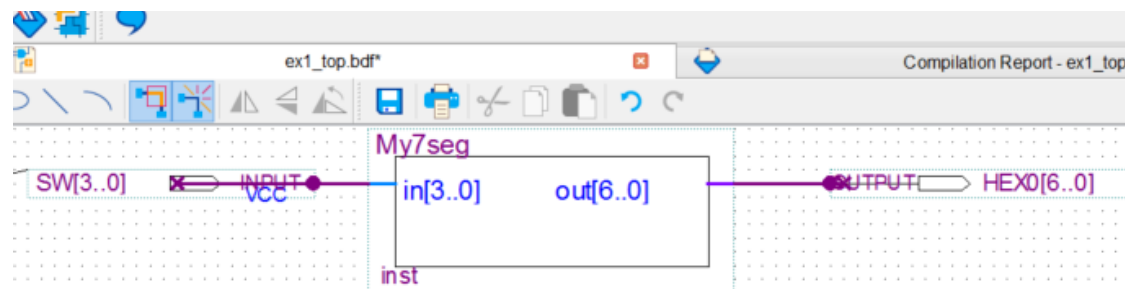 ex1_top.bdf*
Compilation Report - ex1_top
My7seg
SW[3..0] INPUT VCC in[3..0] out[6..0] OUTPUT HEX0[6..0]
inst